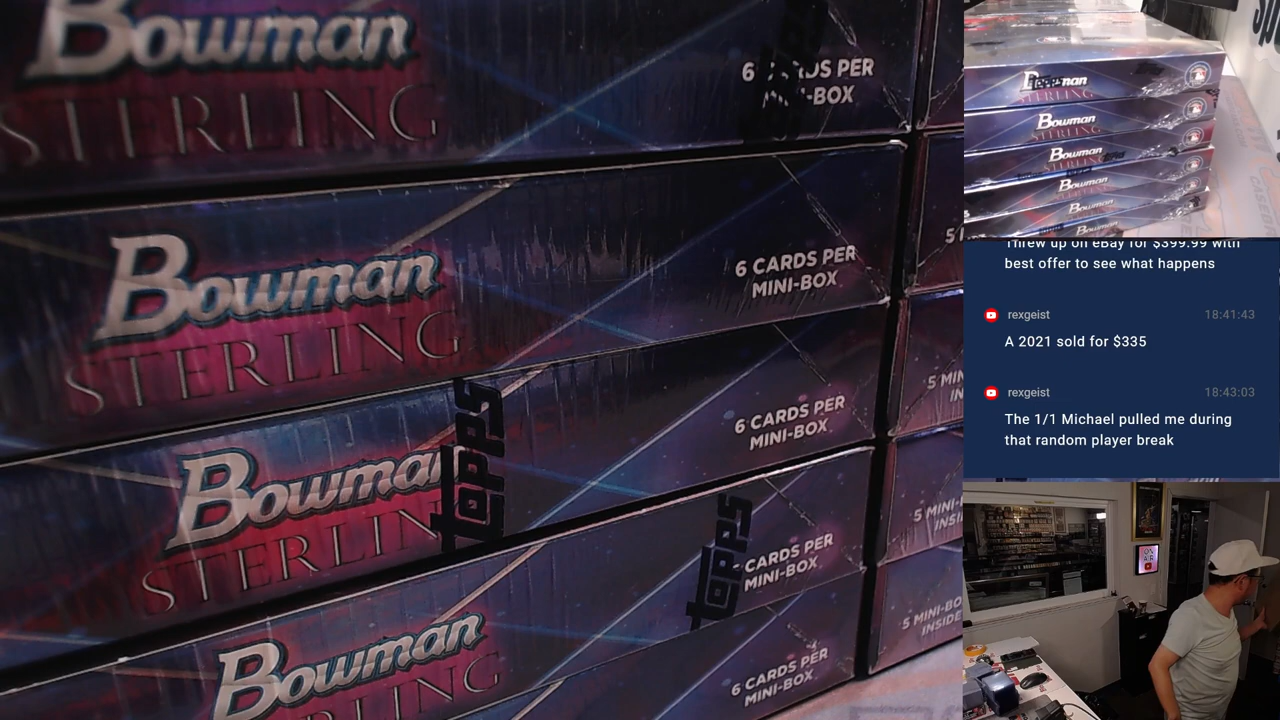 Bowman
STERLING
6 CARDS PER
MINI-BOX
Bowman
STERLING
6 CARDS PER
MINI-BOX
Bowman
STERLING
topps
6 CARDS PER
MINI-BOX
topps
CARDS PER
MINI-BOX
Bowman
6 CARDS PER
MINI-BOX
5 MINI-BO
INSIDE
STERLING
Bowman
STERLING
Bowman
Bowman
Bowman
Threw up on eBay for $399.99 with
best offer to see what happens
rexgeist 18:41:43
A 2021 sold for $335
rexgeist 18:43:03
The 1/1 Michael pulled me during
that random player break
ON
AIR